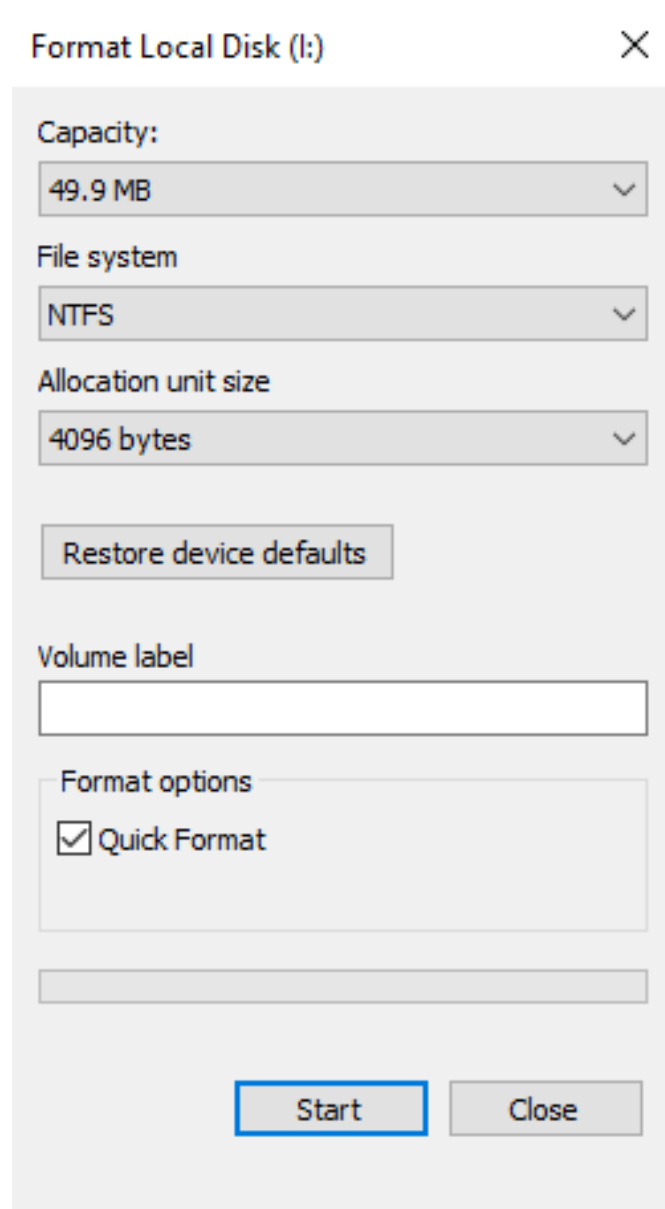 Format Local Disk (I:)
Capacity:
49.9 MB
File system
NTFS
Allocation unit size
4096 bytes
Restore device defaults
Volume label
Format options
Quick Format
Start
Close